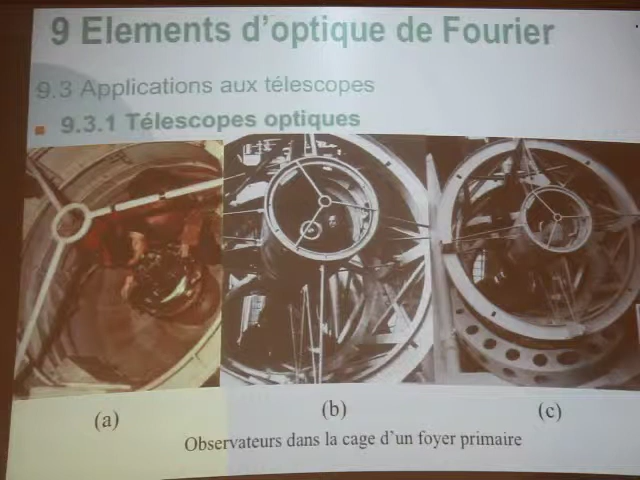 9 Elements d'optique de Fourier
9.3 Applications aux télescopes
9.3.1 Télescopes optiques
(a)
(b)
(c)
Observateurs dans la cage d'un foyer primaire